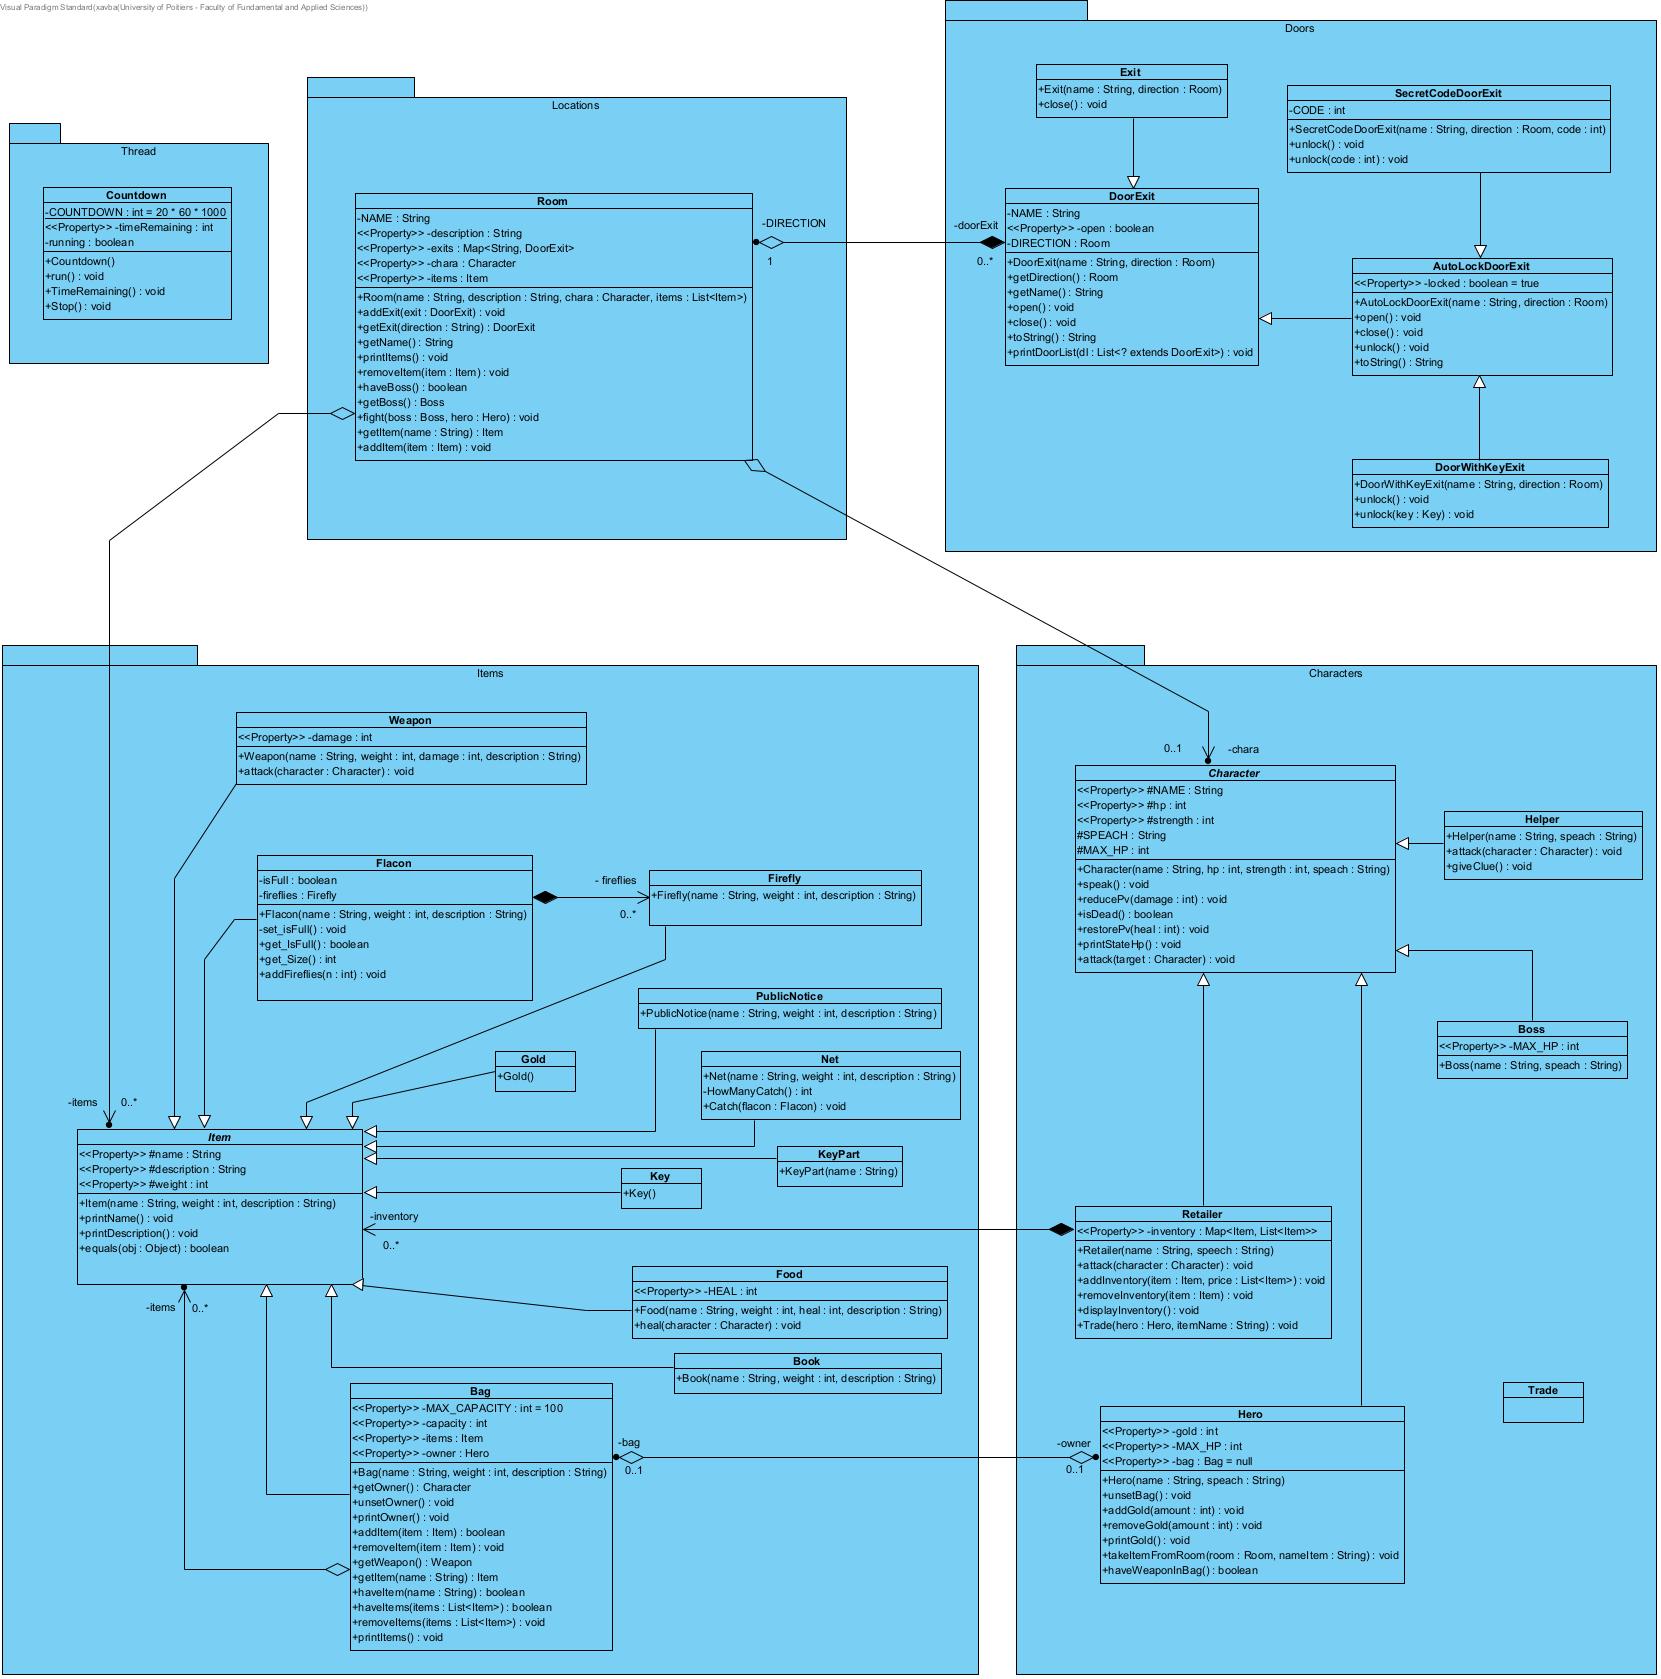 Visual Paradigm Standard(xavba(University of Poitiers - Faculty of Fundamental and Applied Sciences))
Thread
Countdown
-COUNTDOWN : int = 20 * 60 * 1000
<<Property>> -timeRemaining : int
-running : boolean
+Countdown()
+run() : void
+TimeRemaining() : void
+Stop() : void
Locations
Room
-NAME : String
<<Property>> -description : String
<<Property>> -exits : Map<String, DoorExit>
<<Property>> -chara : Character
<<Property>> -items : Item
+Room(name : String, description : String, chara : Character, items : List<Item>)
+addExit(exit : DoorExit) : void
+getExit(direction : String) : DoorExit
+getName() : String
+printItems() : void
+removeItem(item : Item) : void
+haveBoss() : boolean
+getBoss() : Boss
+fight(boss : Boss, hero : Hero) : void
+getItem(name : String) : Item
+addItem(item : Item) : void
-DIRECTION
1
-doorExit
0..*
Doors
Exit
+Exit(name : String, direction : Room)
+close() : void
SecretCodeDoorExit
-CODE : int
+SecretCodeDoorExit(name : String, direction : Room, code : int)
+unlock() : void
+unlock(code : int) : void
DoorExit
-NAME : String
<<Property>> -open : boolean
-DIRECTION : Room
+DoorExit(name : String, direction : Room)
+getDirection() : Room
+getName() : String
+open() : void
+close() : void
+toString() : String
+printDoorList(dl : List<? extends DoorExit>) : void
AutoLockDoorExit
<<Property>> -locked : boolean = true
+AutoLockDoorExit(name : String, direction : Room)
+open() : void
+close() : void
+unlock() : void
+toString() : String
DoorWithKeyExit
+DoorWithKeyExit(name : String, direction : Room)
+unlock() : void
+unlock(key : Key) : void
Items
Weapon
<<Property>> -damage : int
+Weapon(name : String, weight : int, damage : int, description : String)
+attack(character : Character) : void
Flacon
-isFull : boolean
-fireflies : Firefly
+Flacon(name : String, weight : int, description : String)
-set_isFull() : void
+get_IsFull() : boolean
+get_Size() : int
+addFireflies(n : int) : void
- fireflies
0..*
Firefly
+Firefly(name : String, weight : int, description : String)
PublicNotice
+PublicNotice(name : String, weight : int, description : String)
Gold
+Gold()
Net
+Net(name : String, weight : int, description : String)
-HowManyCatch() : int
+Catch(flacon : Flacon) : void
-items
0..*
Item
<<Property>> #name : String
<<Property>> #description : String
<<Property>> #weight : int
+Item(name : String, weight : int, description : String)
+printName() : void
+printDescription() : void
+equals(obj : Object) : boolean
KeyPart
+KeyPart(name : String)
Key
+Key()
-inventory
0..*
Food
<<Property>> -HEAL : int
+Food(name : String, weight : int, heal : int, description : String)
+heal(character : Character) : void
-items
0..*
Book
+Book(name : String, weight : int, description : String)
Bag
<<Property>> -MAX_CAPACITY : int = 100
<<Property>> -capacity : int
<<Property>> -items : Item
<<Property>> -owner : Hero
+Bag(name : String, weight : int, description : String)
+getOwner() : Character
+unsetOwner() : void
+printOwner() : void
+addItem(item : Item) : boolean
+removeItem(item : Item) : void
+getWeapon() : Weapon
+getItem(name : String) : Item
+haveItem(name : String) : boolean
+haveItems(items : List<Item>) : boolean
+removeItems(items : List<Item>) : void
+printItems() : void
-bag
0..1
-owner
0..1
Characters
0..1
-chara
Character
<<Property>> #NAME : String
<<Property>> #hp : int
<<Property>> #strength : int
#SPEACH : String
#MAX_HP : int
+Character(name : String, hp : int, strength : int, speach : String)
+speak() : void
+reducePv(damage : int) : void
+isDead() : boolean
+restorePv(heal : int) : void
+printStateHp() : void
+attack(target : Character) : void
Helper
+Helper(name : String, speach : String)
+attack(character : Character) : void
+giveClue() : void
Boss
<<Property>> -MAX_HP : int
+Boss(name : String, speach : String)
Retailer
<<Property>> -inventory : Map<Item, List<Item>>
+Retailer(name : String, speech : String)
+attack(character : Character) : void
+addInventory(item : Item, price : List<Item>) : void
+removeInventory(item : Item) : void
+displayInventory() : void
+Trade(hero : Hero, itemName : String) : void
Trade
Hero
<<Property>> -gold : int
<<Property>> -MAX_HP : int
<<Property>> -bag : Bag = null
+Hero(name : String, speach : String)
+unsetBag() : void
+addGold(amount : int) : void
+removeGold(amount : int) : void
+printGold() : void
+takeItemFromRoom(room : Room, nameItem : String) : void
+haveWeaponInBag() : boolean